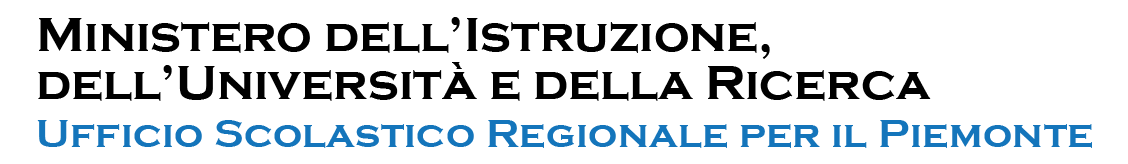 Ministero dell’Istruzione,
dell’Università e della Ricerca
Ufficio Scolastico Regionale per il Piemonte